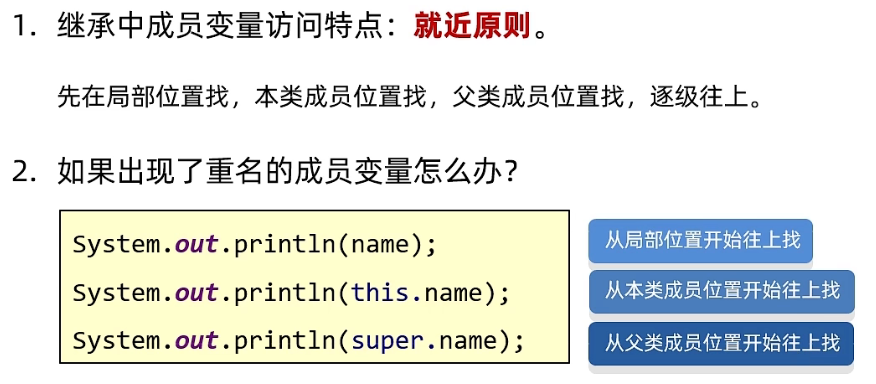 1. 继承中成员变量访问特点：就近原则。
先在局部位置找，本类成员位置找，父类成员位置找，逐级往上。
2. 如果出现了重名的成员变量怎么办？
System.out.println(name); 从局部位置开始往上找
System.out.println(this.name); 从本类成员位置开始往上找
System.out.println(super.name); 从父类成员位置开始往上找